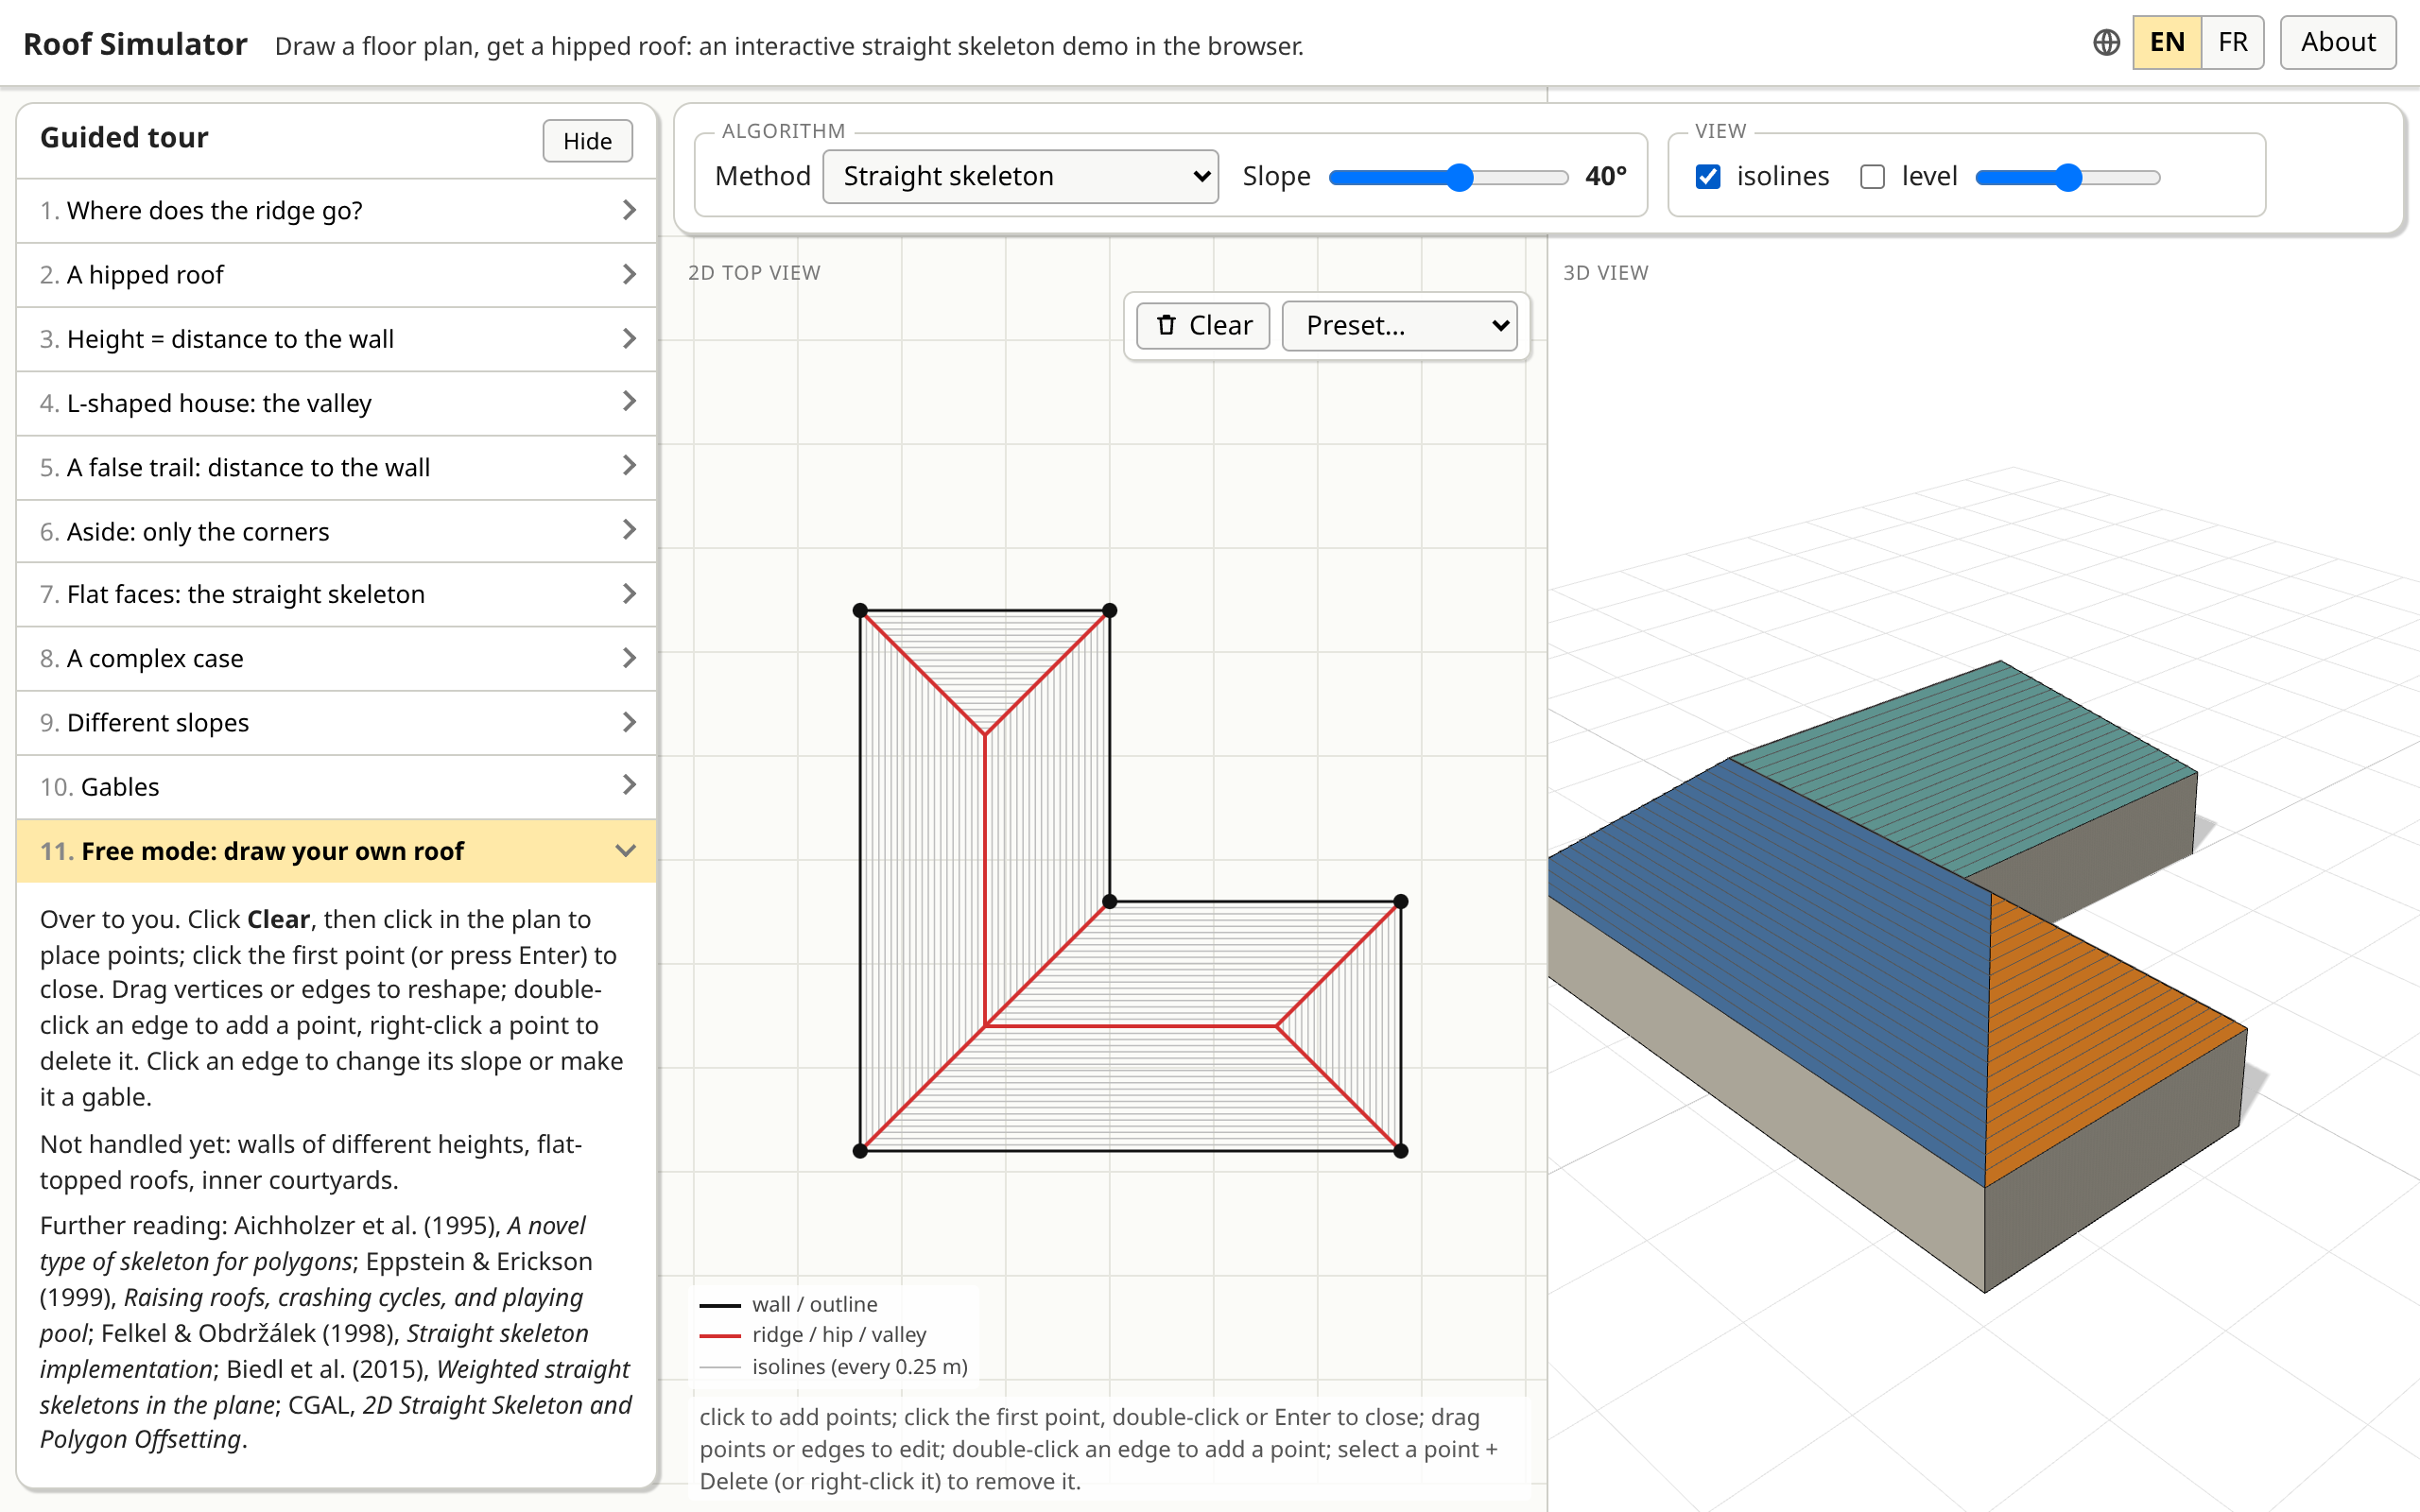 Roof Simulator
Draw a floor plan, get a hipped roof: an interactive straight skeleton demo in the browser.
EN
FR
About
Guided tour
Hide
1. Where does the ridge go?
2. A hipped roof
3. Height = distance to the wall
4. L-shaped house: the valley
5. A false trail: distance to the wall
6. Aside: only the corners
7. Flat faces: the straight skeleton
8. A complex case
9. Different slopes
10. Gables
11. Free mode: draw your own roof
Over to you. Click Clear, then click in the plan to
place points; click the first point (or press Enter) to
close. Drag vertices or edges to reshape; double-
click an edge to add a point, right-click a point to
delete it. Click an edge to change its slope or make
it a gable.
Not handled yet: walls of different heights, flat-
topped roofs, inner courtyards.
Further reading: Aichholzer et al. (1995), A novel
type of skeleton for polygons; Eppstein & Erickson
(1999), Raising roofs, crashing cycles, and playing
pool; Felkel & Obdržálek (1998), Straight skeleton
implementation; Biedl et al. (2015), Weighted straight
skeletons in the plane; CGAL, 2D Straight Skeleton and
Polygon Offsetting.
ALGORITHM
Method
Straight skeleton
Slope
40°
VIEW
isolines
level
2D TOP VIEW
Clear
Preset...
wall / outline
ridge / hip / valley
isolines (every 0.25 m)
click to add points; click the first point, double-click or Enter to close; drag
points or edges to edit; double-click an edge to add a point; select a point +
Delete (or right-click it) to remove it.
3D VIEW